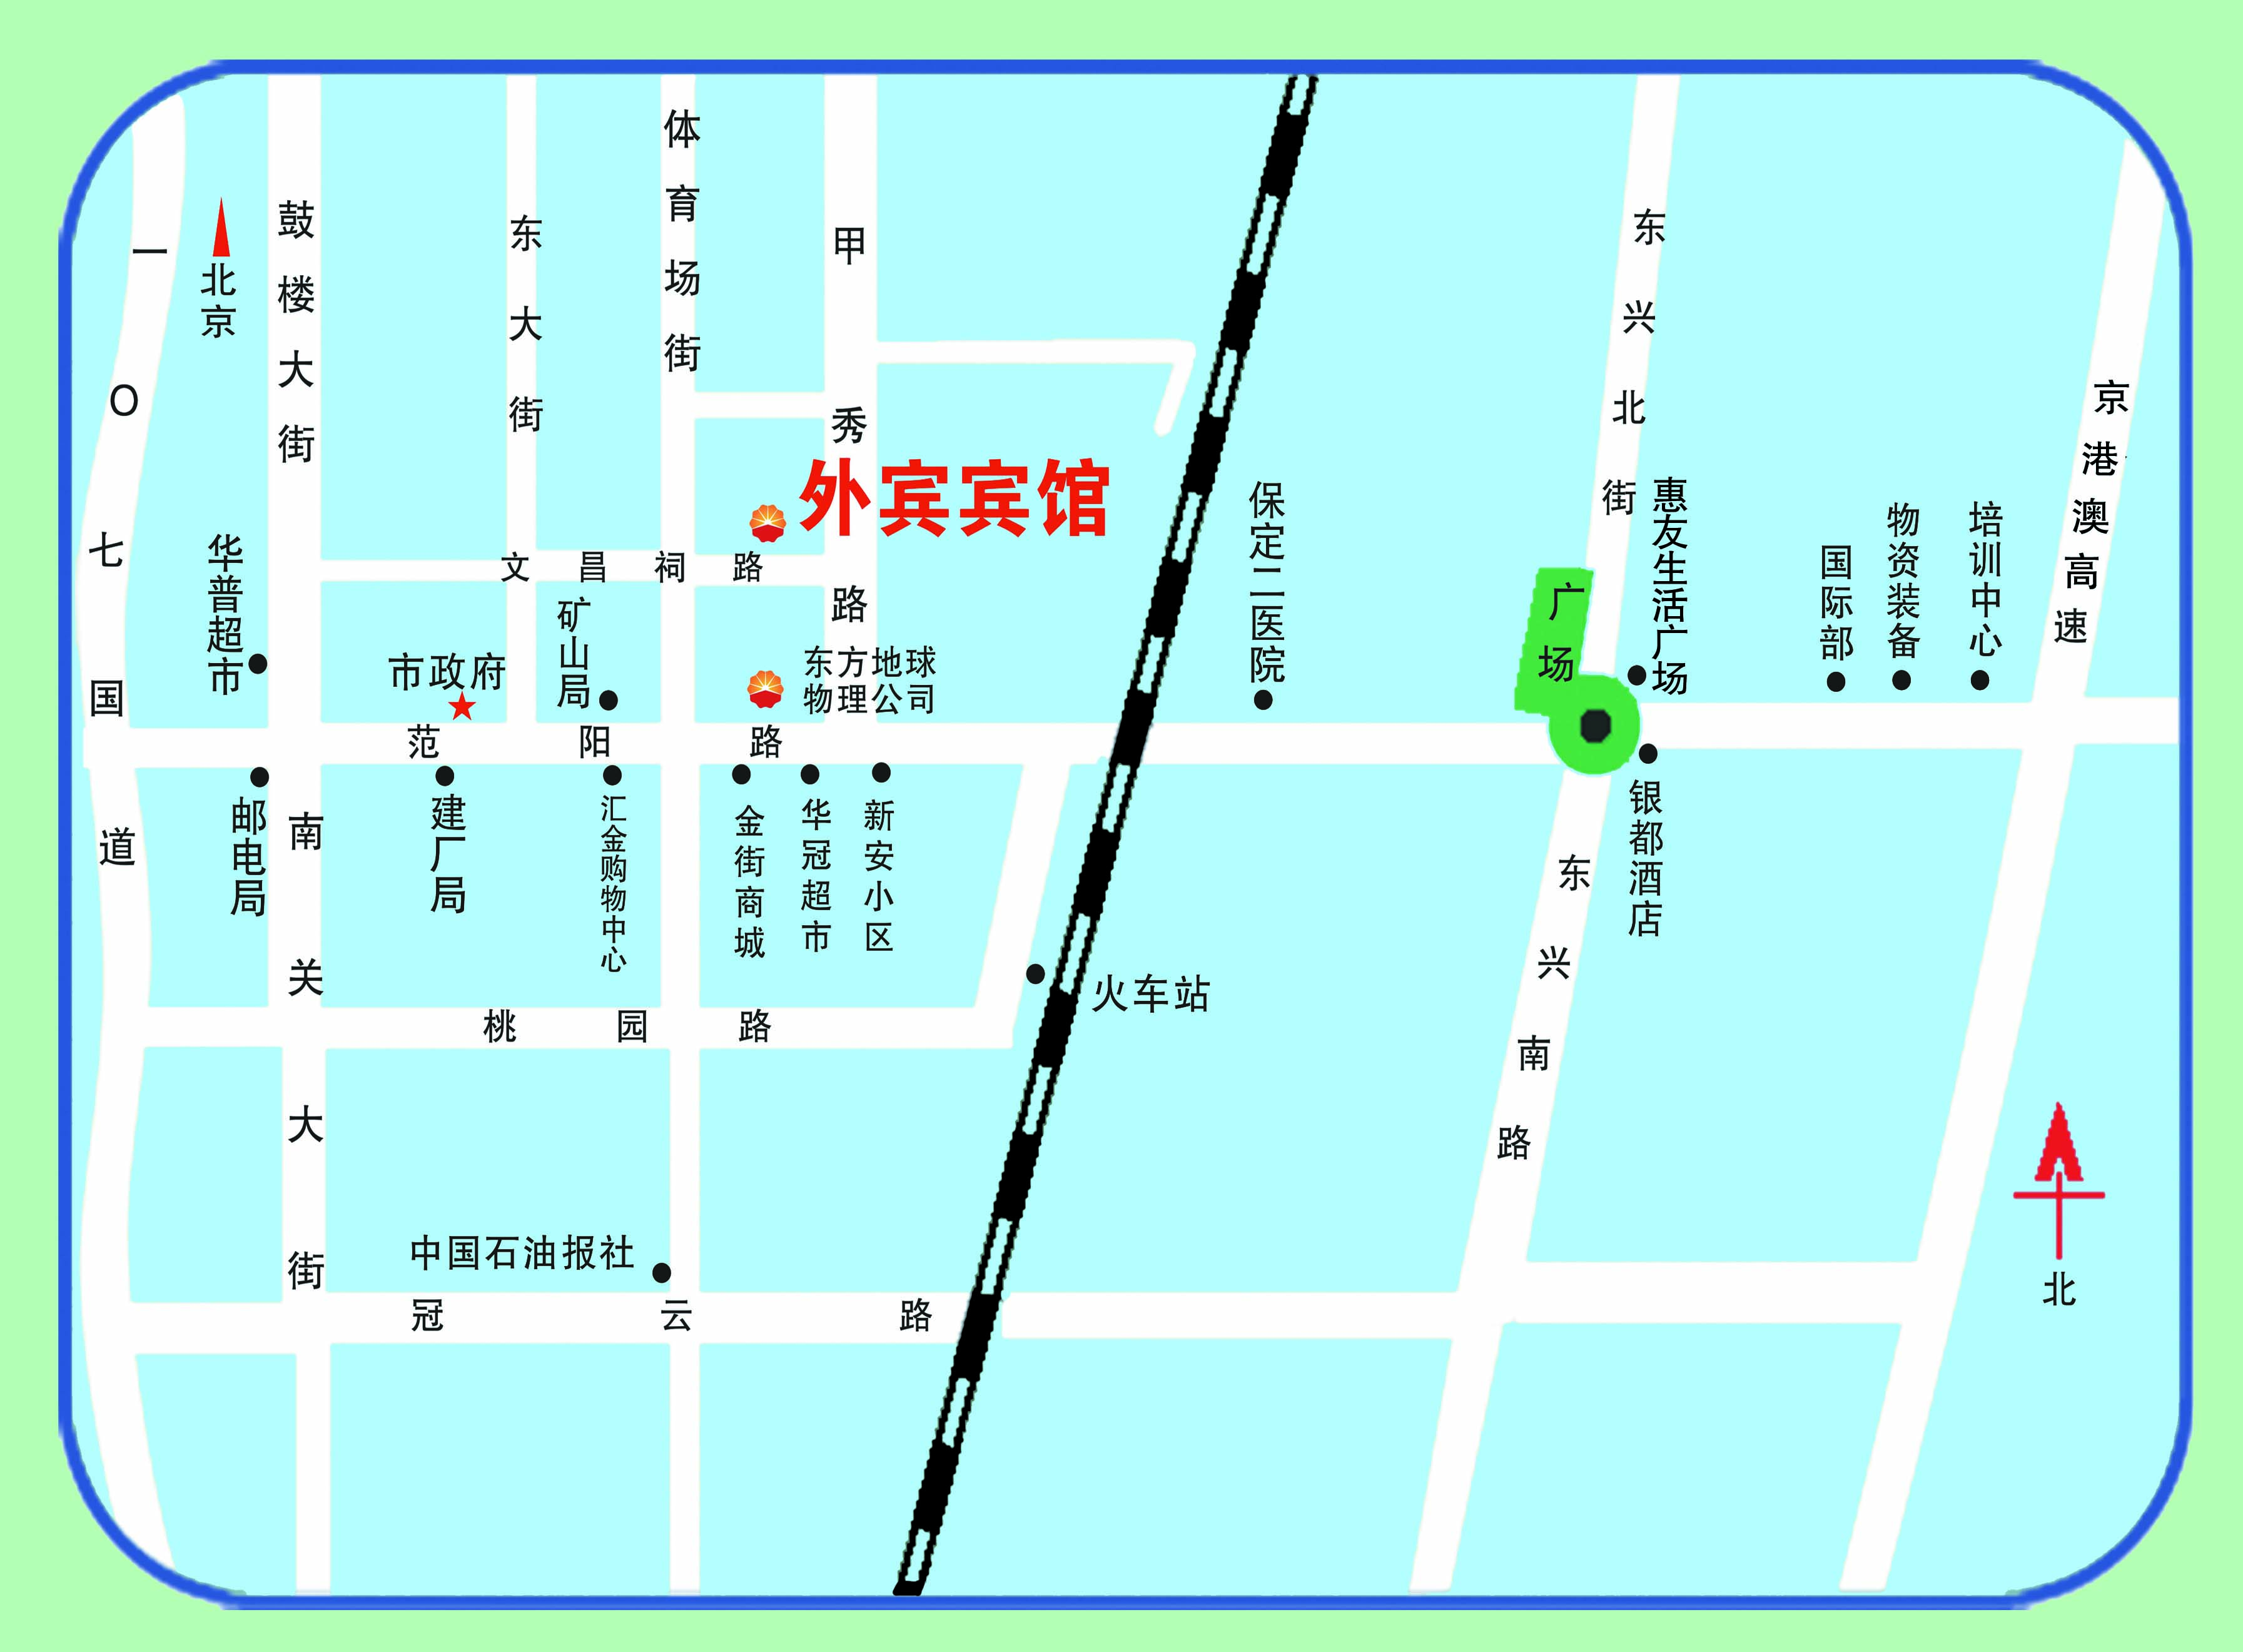 一〇七国道
北京
鼓楼大街
东大街
体育场街
甲秀路
外宾宾馆
文昌祠路
华普超市
市政府
矿山局
东方地球
物理公司
范阳路
保定二医院
东兴北街
惠友生活广场
广场
国际部
物资装备
培训中心
京港澳高速
邮电局
南关大街
建厂局
汇金购物中心
金街商城
华冠超市
新安小区
银都酒店
火车站
桃园路
东兴南路
中国石油报社
冠云路
北